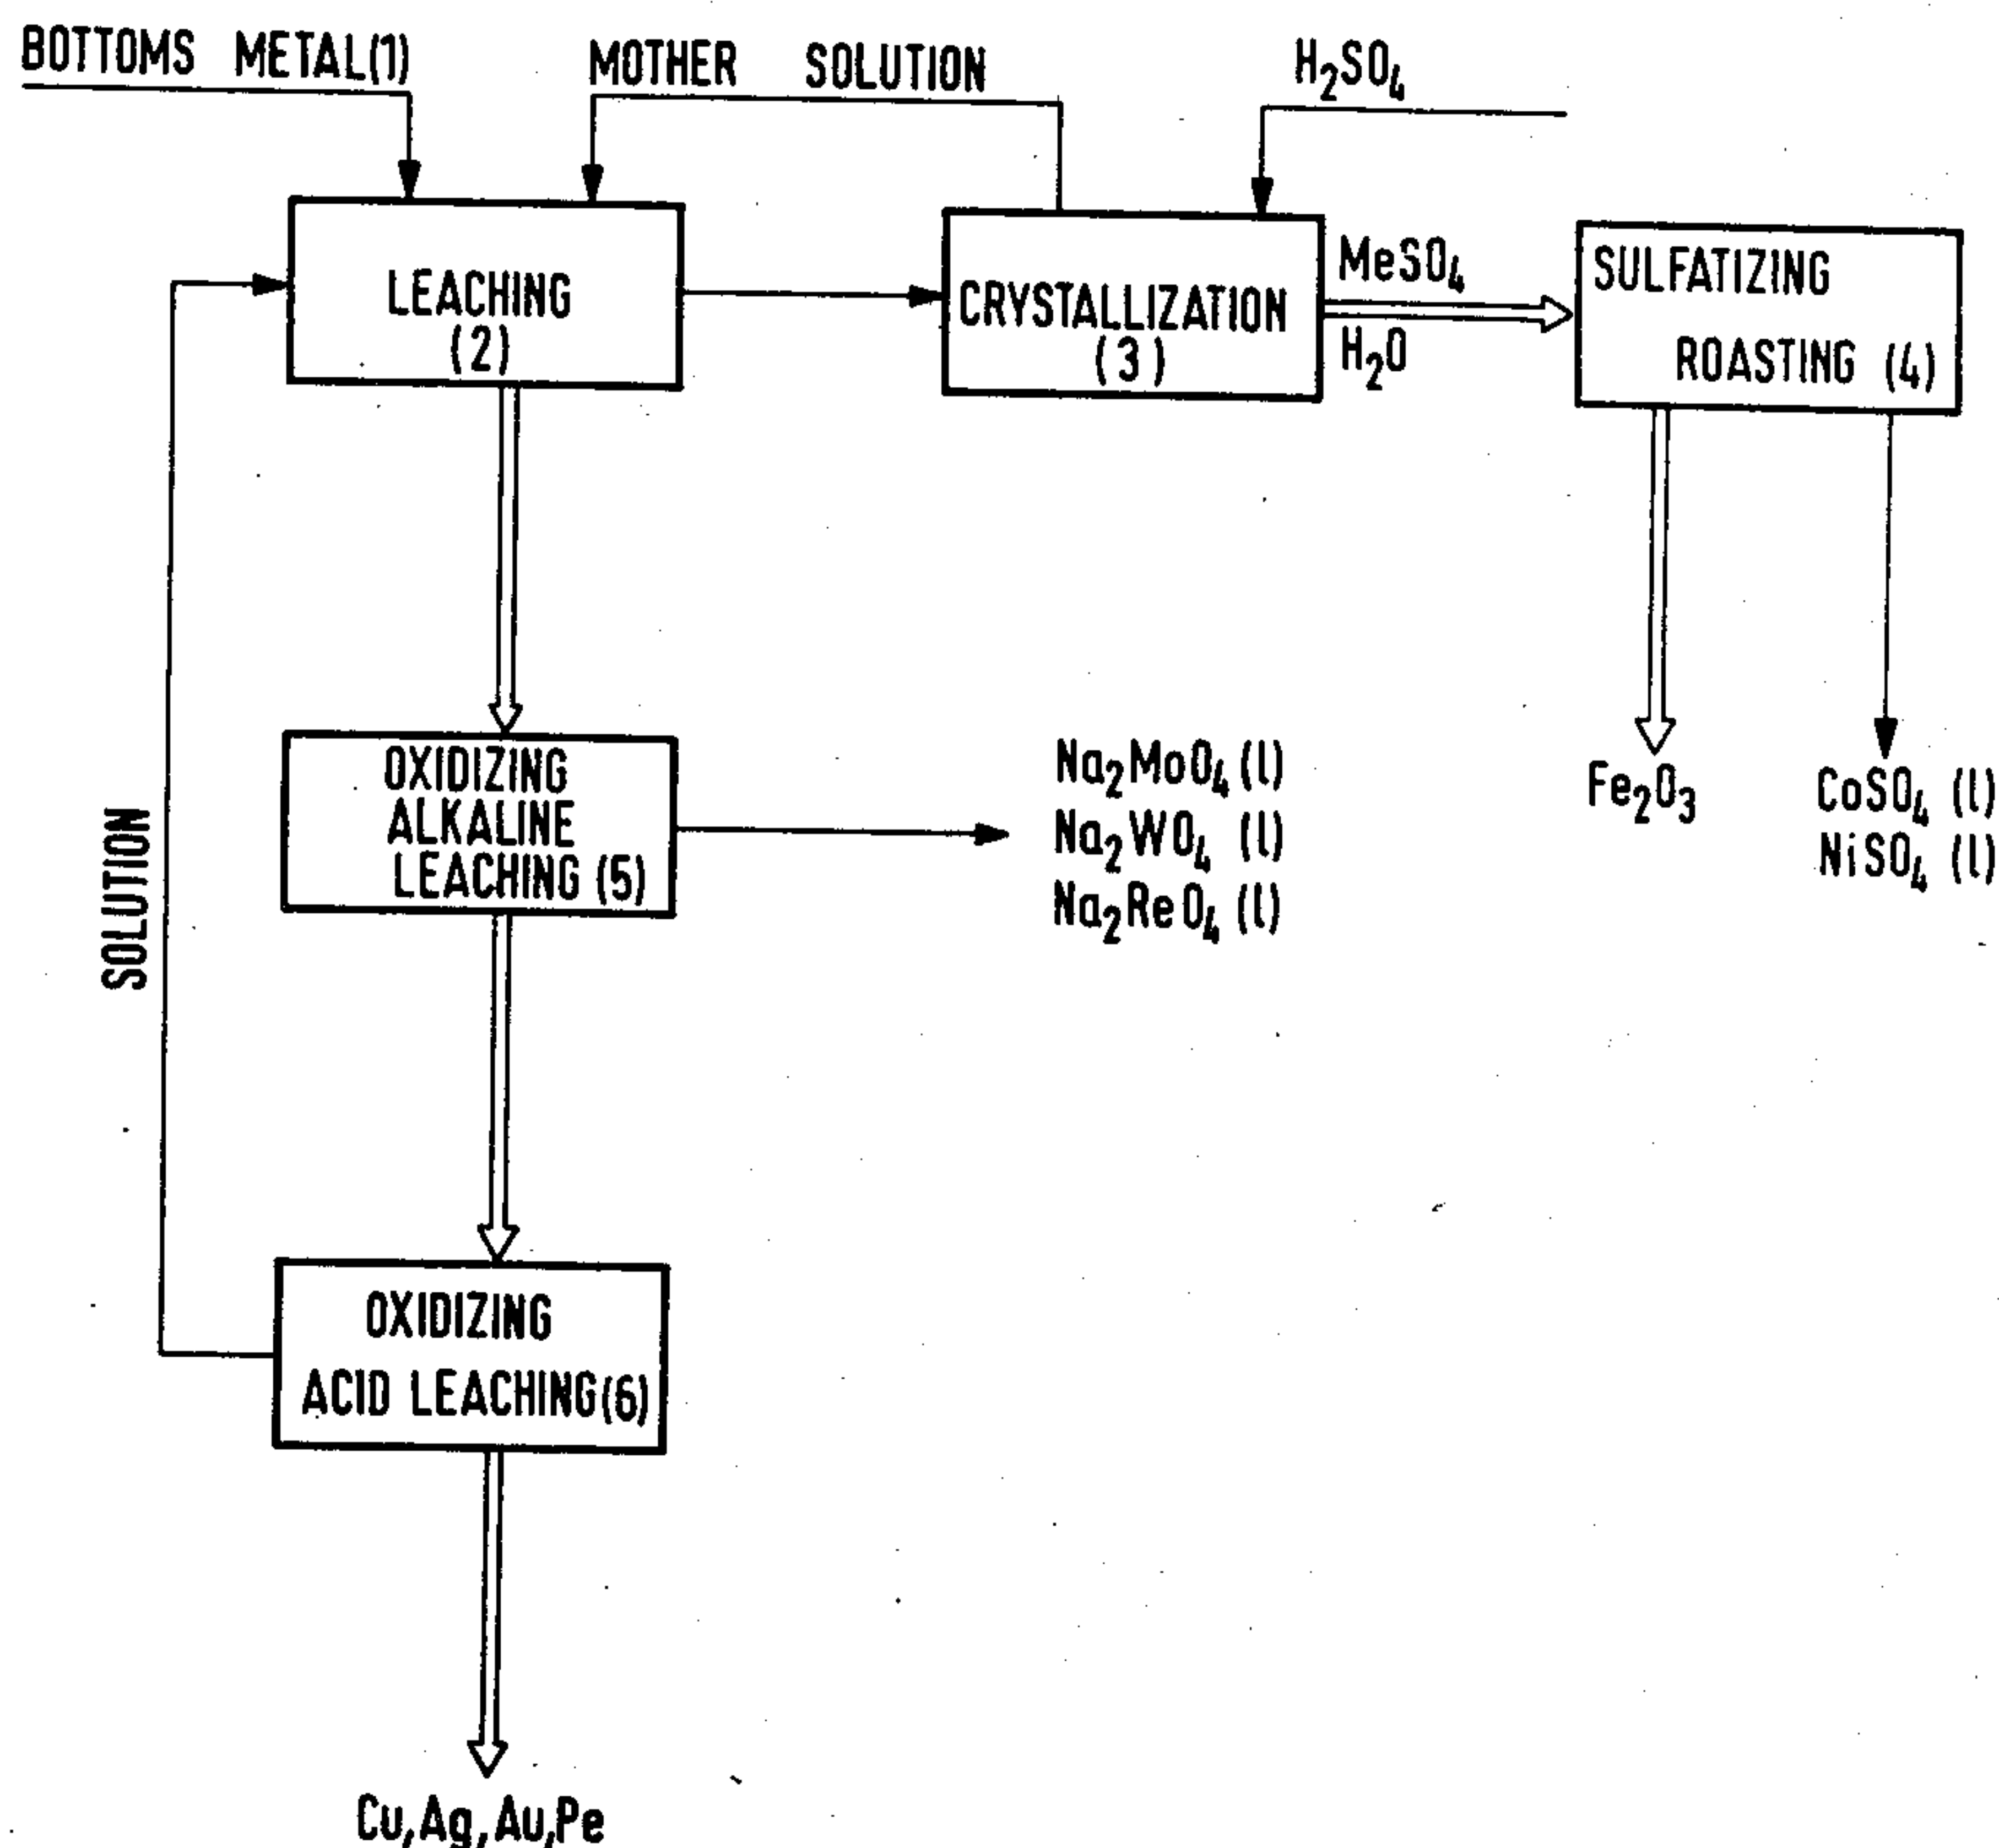 BOTTOMS METAL(1)
MOTHER SOLUTION
H₂SO₄
LEACHING
(2)
CRYSTALLIZATION
(3)
MeSO₄
H₂O
SULFATIZING
ROASTING (4)
OXIDIZING
ALKALINE
LEACHING (5)
Na₂MoO₄ (l)
Na₂WO₄ (l)
Na₂ReO₄ (l)
Fe₂O₃
CoSO₄ (l)
NiSO₄ (l)
SOLUTION
OXIDIZING
ACID LEACHING(6)
Cu,Ag,Au,Pe